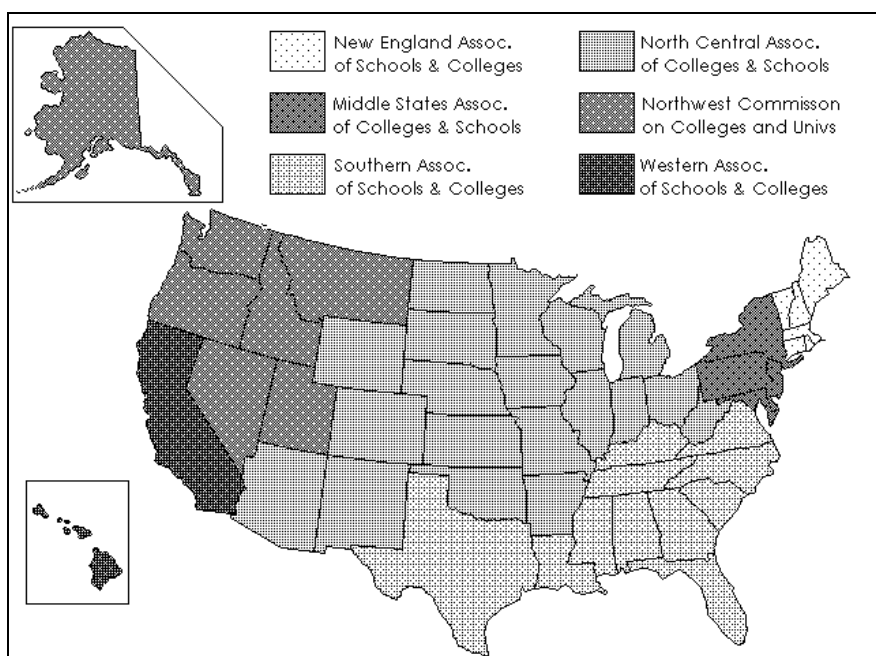 New England Assoc.
of Schools & Colleges
Middle States Assoc.
of Colleges & Schools
Southern Assoc.
of Schools & Colleges
North Central Assoc.
of Colleges & Schools
Northwest Commisson
on Colleges and Univs
Western Assoc.
of Schools & Colleges